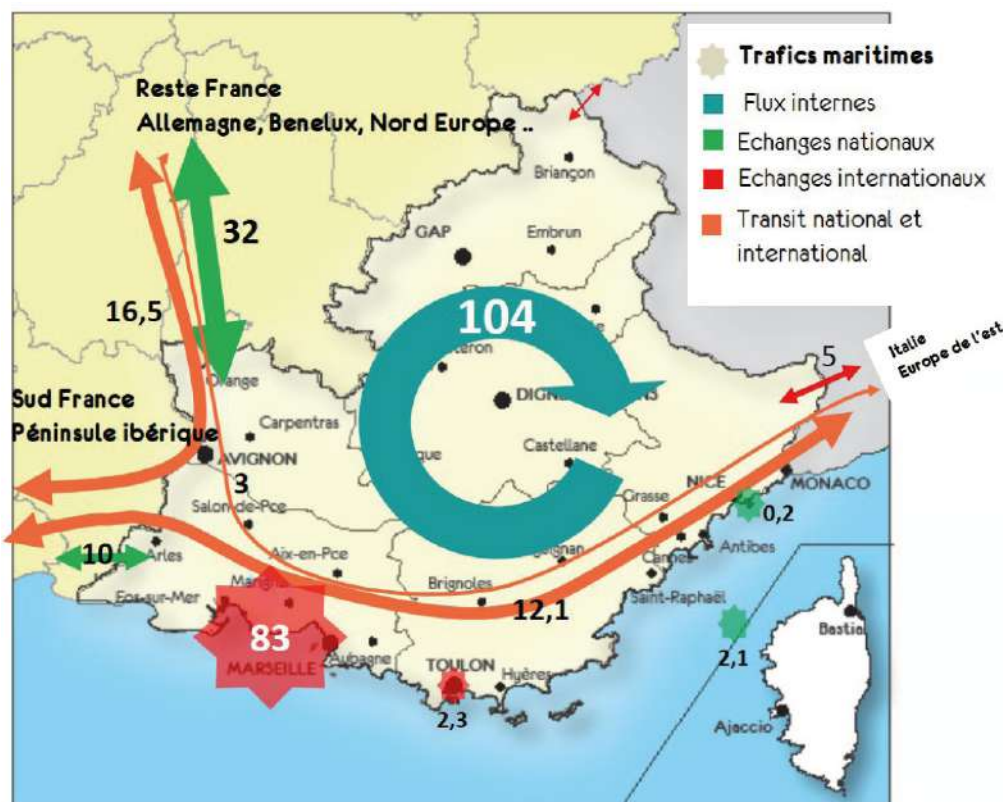 Trafics maritimes
Flux internes
Echanges nationaux
Echanges internationaux
Transit national et
international
Reste France
Allemagne, Benelux, Nord Europe ..
Briançon
32
GAP
Embrun
16,5
104
Italie
Europe de l'est
5
Orange
Sud France
Péninsule ibérique
Carpentras
AVIGNON
Castellane
3
Salon-de-Pce
Grasse
NICE
MONACO
0,2
10
Arles
Aix-en-Pce
Antibes
Cannes
Fos-sur-Mer
Brignoles
12,1
Saint-Raphaël
83
MARSEILLE
Aubagne
TOULON
Hyères
2,3
2,1
Bastia
Ajaccio